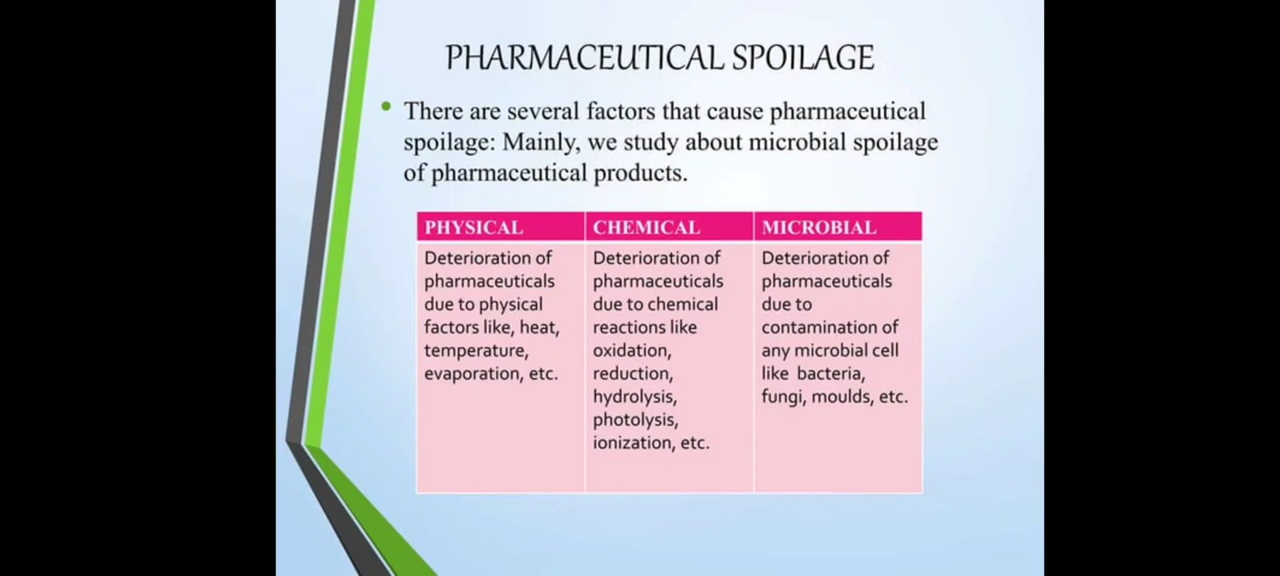 PHARMACEUTICAL SPOILAGE
• There are several factors that cause pharmaceutical
spoilage: Mainly, we study about microbial spoilage
of pharmaceutical products.
PHYSICAL
Deterioration of
pharmaceuticals
due to physical
factors like, heat,
temperature,
evaporation, etc.
CHEMICAL
Deterioration of
pharmaceuticals
due to chemical
reactions like
oxidation,
reduction,
hydrolysis,
photolysis,
ionization, etc.
MICROBIAL
Deterioration of
pharmaceuticals
due to
contamination of
any microbial cell
like bacteria,
fungi, moulds, etc.